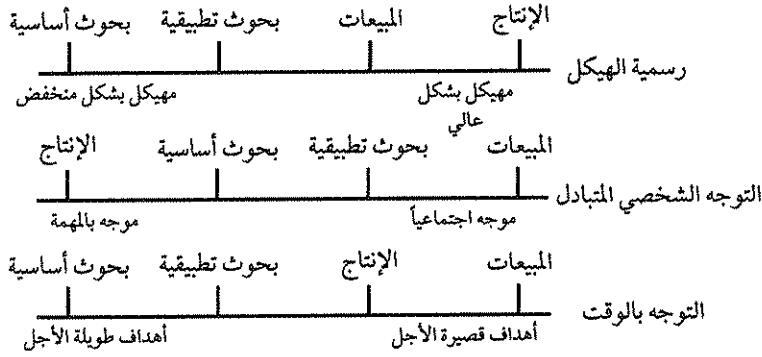 الإنتاج المبيعات بحوث تطبيقية بحوث أساسية
رسمية الهيكل
مهيكل بشكل عالي مهيكل بشكل منخفض
المبيعات بحوث تطبيقية بحوث أساسية الإنتاج
التوجه الشخصي المتبادل
موجه اجتماعياً موجه بالمهمة
المبيعات الإنتاج بحوث تطبيقية بحوث أساسية
التوجه بالوقت
أهداف قصيرة الأجل أهداف طويلة الأجل